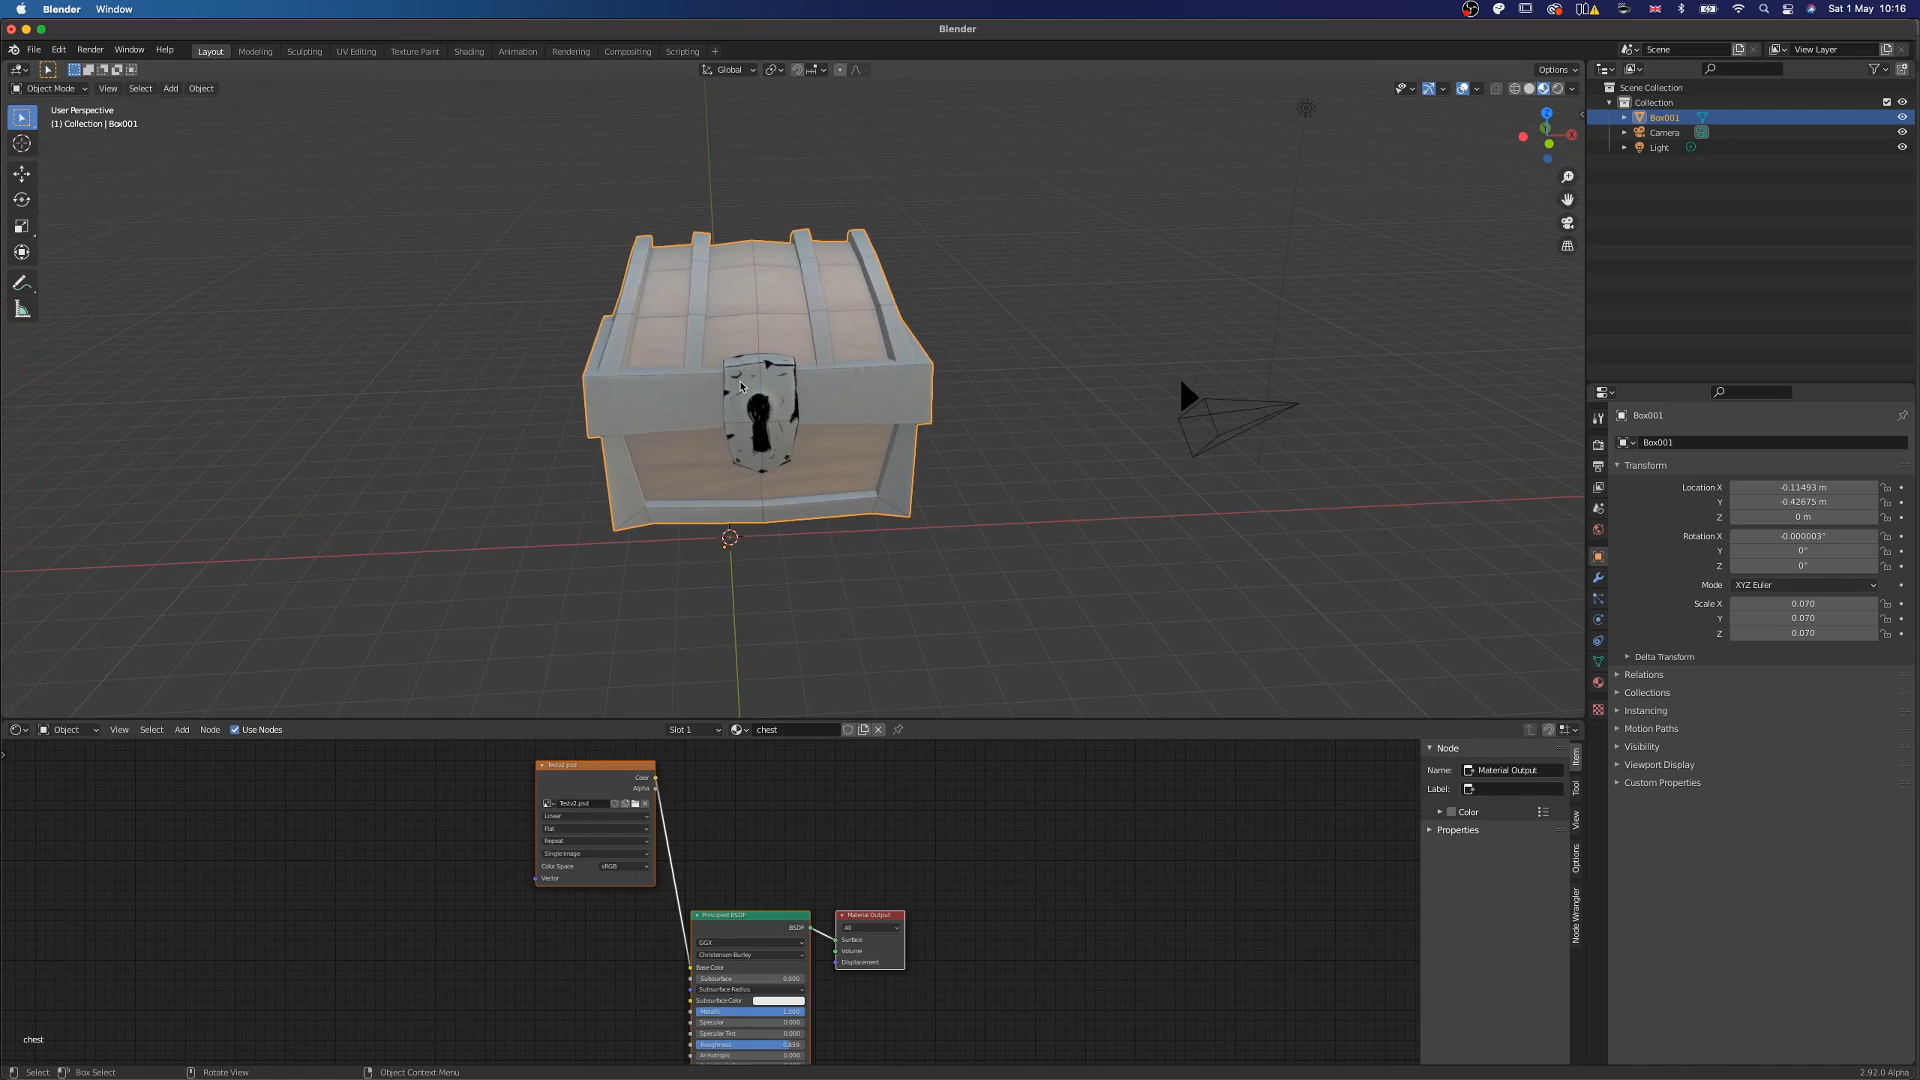 Blender Window Sat 1 May 10:16
Blender
File Edit Render Window Help Layout Modeling Sculpting UV Editing Texture Paint Shading Animation Rendering Compositing Scripting + Scene View Layer
Global Options
Object Mode View Select Add Object
User Perspective
(1) Collection | Box001
Z
X
Y
Scene Collection
Collection
Box001
Camera
Light
Box001
Box001
Transform
Location X -0.11493 m
Y -0.42675 m
Z 0 m
Rotation X -0.000003°
Y 0°
Z 0°
Mode XYZ Euler
Scale X 0.070
Y 0.070
Z 0.070
Delta Transform
Relations
Collections
Instancing
Motion Paths
Visibility
Viewport Display
Custom Properties
Object View Select Add Node Use Nodes Slot 1 chest
Testv2.psd
Color
Alpha
Testv2.psd
Linear
Flat
Repeat
Single Image
Color Space sRGB
Vector
Principled BSDF
BSDF
GGX
Christensen-Burley
Base Color
Subsurface 0.000
Subsurface Radius
Subsurface Color
Metallic 1.000
Specular 0.000
Specular Tint 0.000
Roughness 0.859
Anisotropic 0.000
Material Output
All
Surface
Volume
Displacement
Node
Name: Material Output
Label:
Color
Properties
Item
Tool
View
Options
Node Wrangler
chest
Select Box Select Rotate View Object Context Menu 2.92.0 Alpha